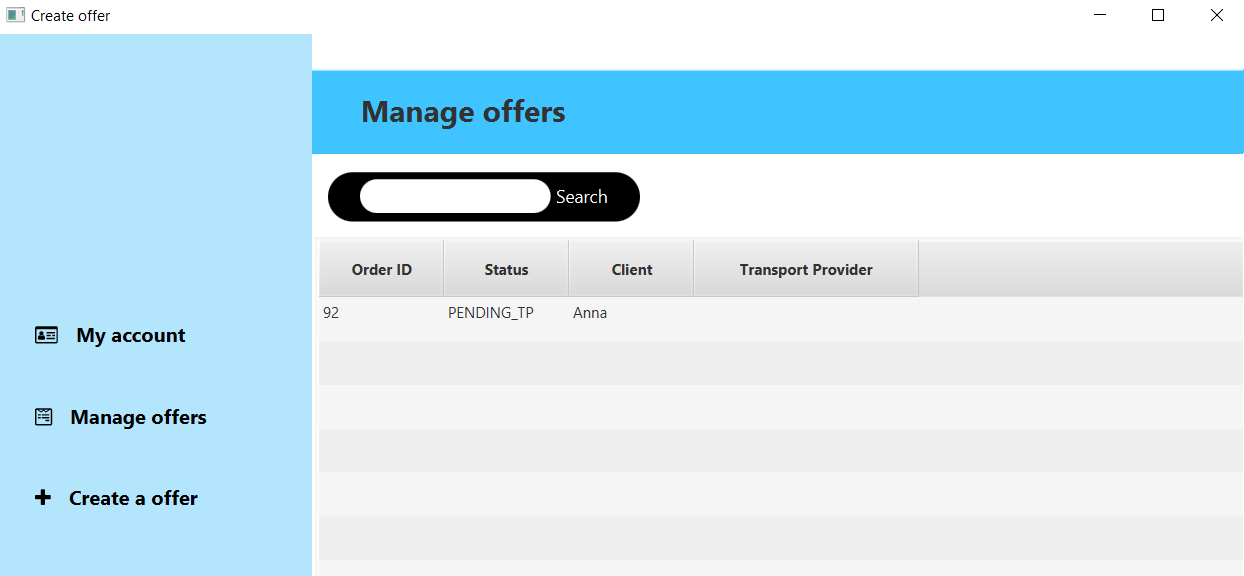 Create offer
Manage offers
Search
Order ID Status Client Transport Provider
92 PENDING_TP Anna
My account
Manage offers
Create a offer